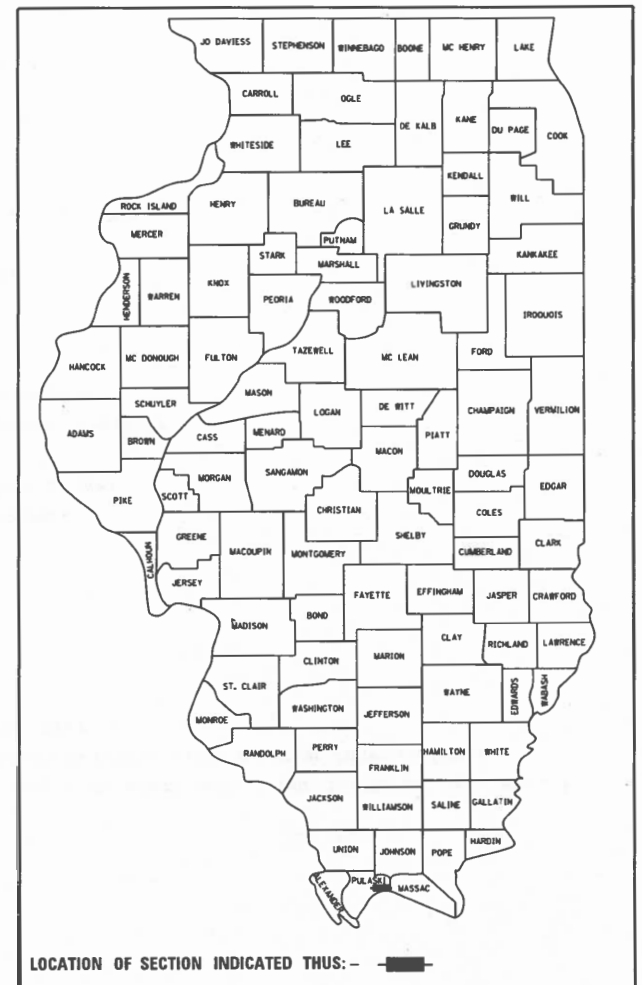 JO DAVIESS STEPHENSON WINNEBAGO BOONE MC HENRY LAKE
CARROLL OGLE DE KALB KANE DU PAGE COOK
WHITESIDE LEE
KENDALL
ROCK ISLAND HENRY BUREAU LA SALLE WILL
MERCER PUTNAM GRUNDY
STARK MARSHALL KANKAKEE
HENDERSON WARREN KNOX PEORIA WOODFORD LIVINGSTON IROQUOIS
HANCOCK MC DONOUGH FULTON TAZEWELL MC LEAN FORD
MASON
SCHUYLER LOGAN DE WITT CHAMPAIGN VERMILION
ADAMS BROWN CASS MENARD MACON PIATT
PIKE SCOTT MORGAN SANGAMON MOULTRIE DOUGLAS EDGAR
CHRISTIAN COLES
CALHOUN GREENE MACOUPIN MONTGOMERY SHELBY CUMBERLAND CLARK
JERSEY FAYETTE EFFINGHAM JASPER CRAWFORD
MADISON BOND
CLINTON MARION CLAY RICHLAND LAWRENCE
ST. CLAIR WAYNE EDWARDS WABASH
MONROE WASHINGTON JEFFERSON
RANDOLPH PERRY FRANKLIN HAMILTON WHITE
JACKSON WILLIAMSON SALINE GALLATIN
UNION JOHNSON POPE HARDIN
ALEXANDER PULASKI MASSAC
LOCATION OF SECTION INDICATED THUS: –